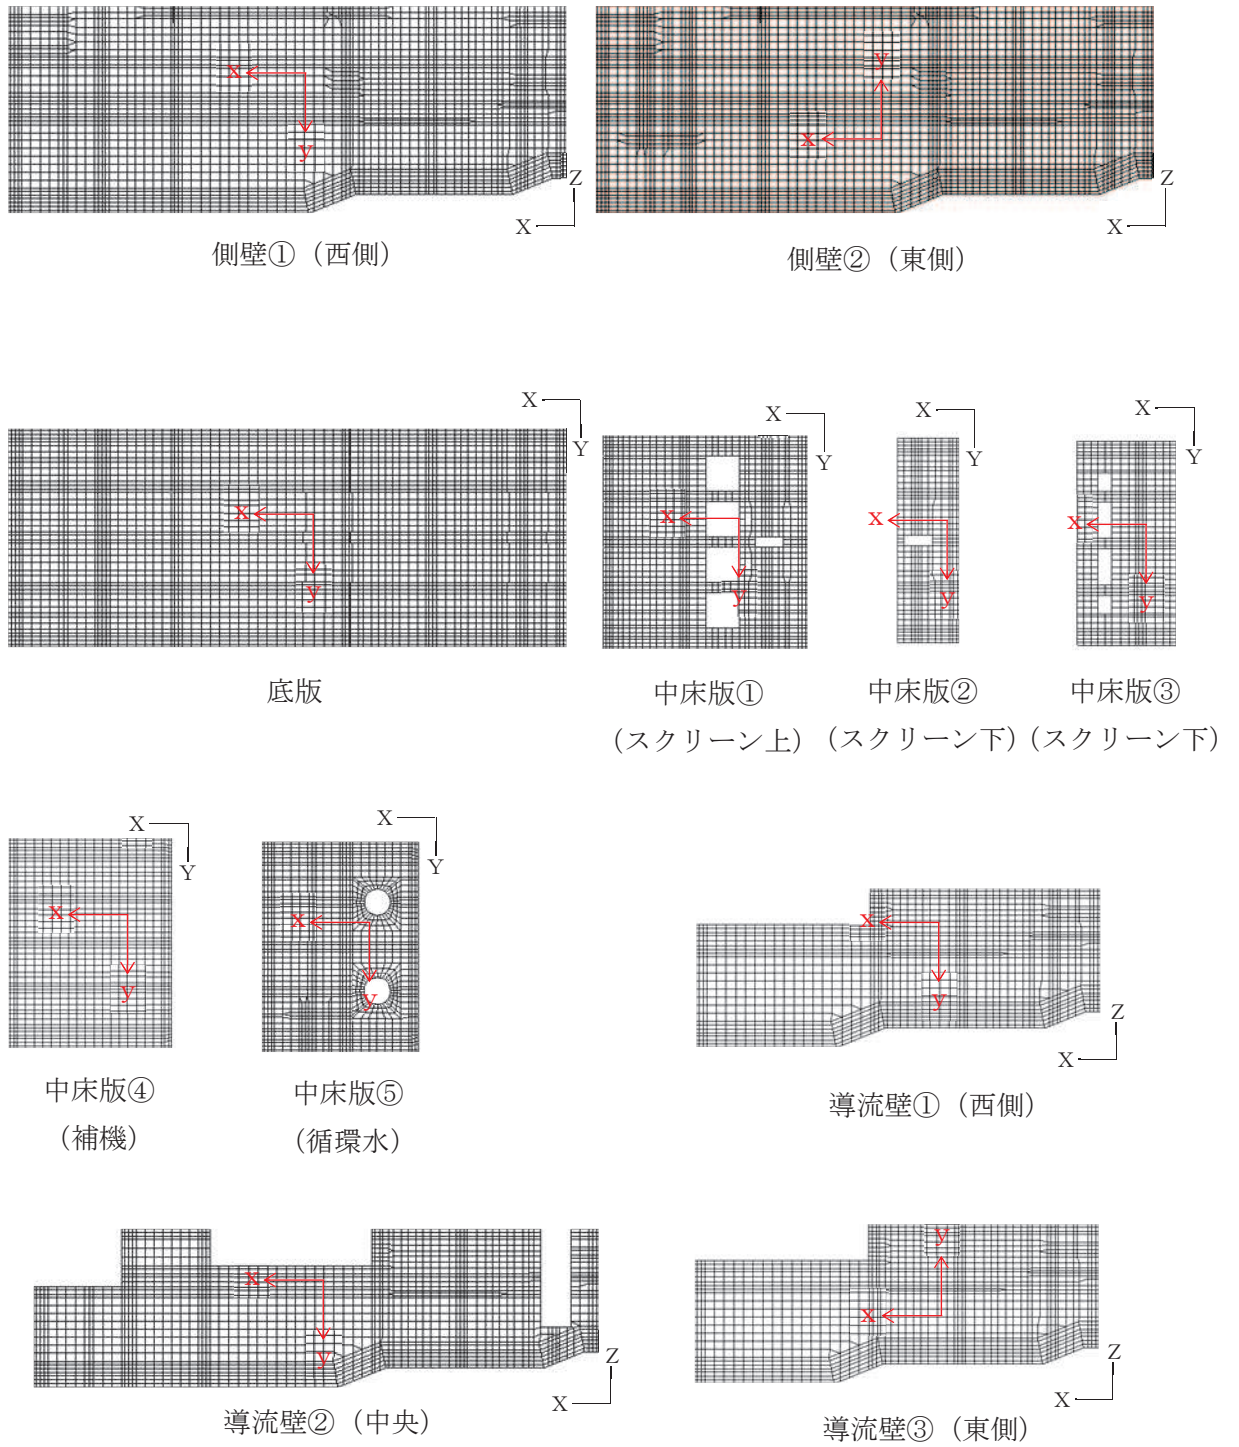 x
y
Z
X
側壁①（西側）
y
x
Z
X
側壁②（東側）
X
Y
x
y
底版
X
Y
x
y
中床版①
（スクリーン上）
X
Y
x
y
中床版②
（スクリーン下）
X
Y
x
y
中床版③
（スクリーン下）
X
Y
x
y
中床版④
（補機）
X
Y
x
y
中床版⑤
（循環水）
x
y
Z
X
導流壁①（西側）
x
y
Z
X
導流壁②（中央）
y
x
Z
X
導流壁③（東側）